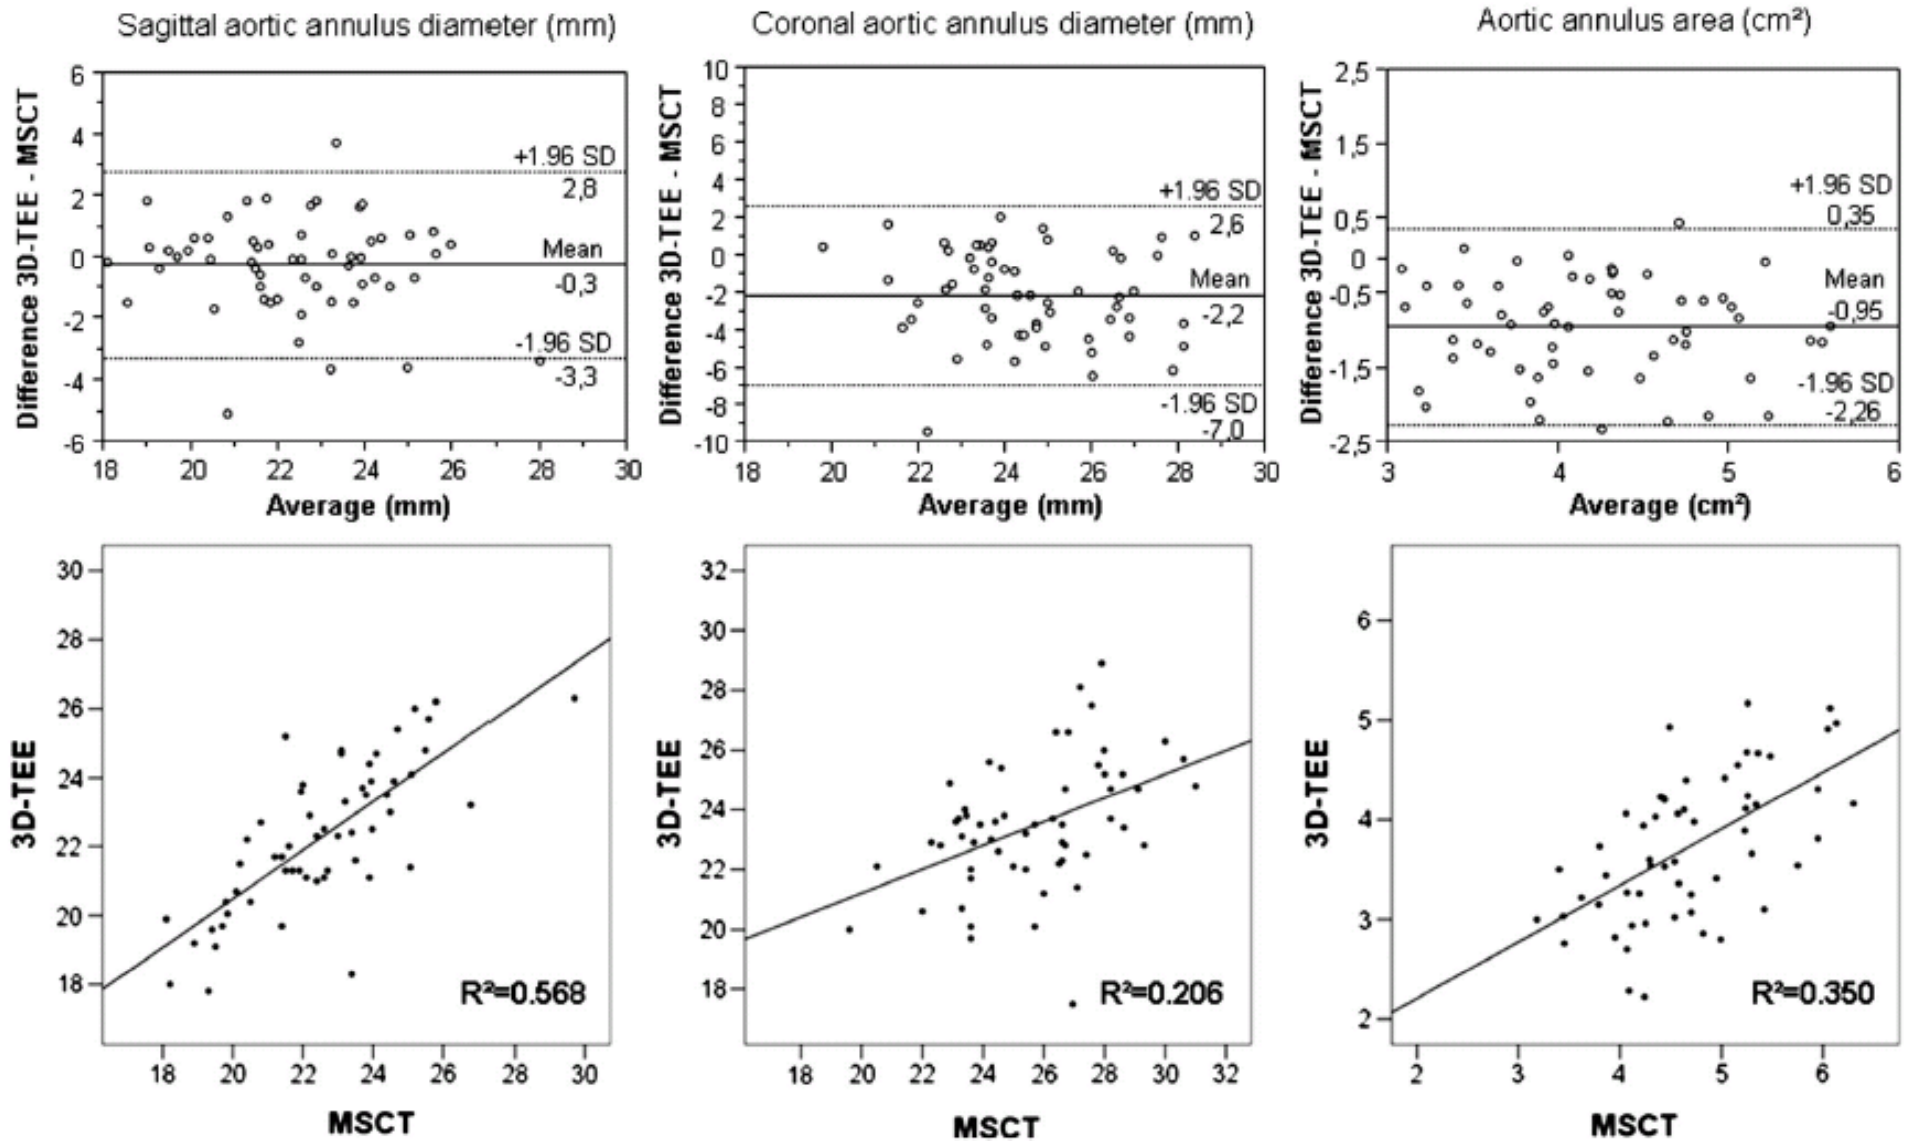 Sagittal aortic annulus diameter (mm)
Difference 3D-TEE - MSCT
6
4
2
0
-2
-4
-6
+1.96 SD
2,8
Mean
-0,3
-1.96 SD
-3,3
18 20 22 24 26 28 30
Average (mm)
Coronal aortic annulus diameter (mm)
Difference 3D-TEE - MSCT
10
8
6
4
2
0
-2
-4
-6
-8
-10
+1.96 SD
2,6
Mean
-2,2
-1.96 SD
-7,0
18 20 22 24 26 28 30
Average (mm)
Aortic annulus area (cm²)
Difference 3D-TEE - MSCT
2,5
1,5
0,5
0
-0,5
-1,5
-2,5
+1.96 SD
0,35
Mean
-0,95
-1.96 SD
-2,26
3 4 5 6
Average (cm²)
3D-TEE
30
28
26
24
22
20
18
R²=0.568
18 20 22 24 26 28 30
MSCT
3D-TEE
32
30
28
26
24
22
20
18
R²=0.206
18 20 22 24 26 28 30 32
MSCT
3D-TEE
6
5
4
3
2
R²=0.350
2 3 4 5 6
MSCT